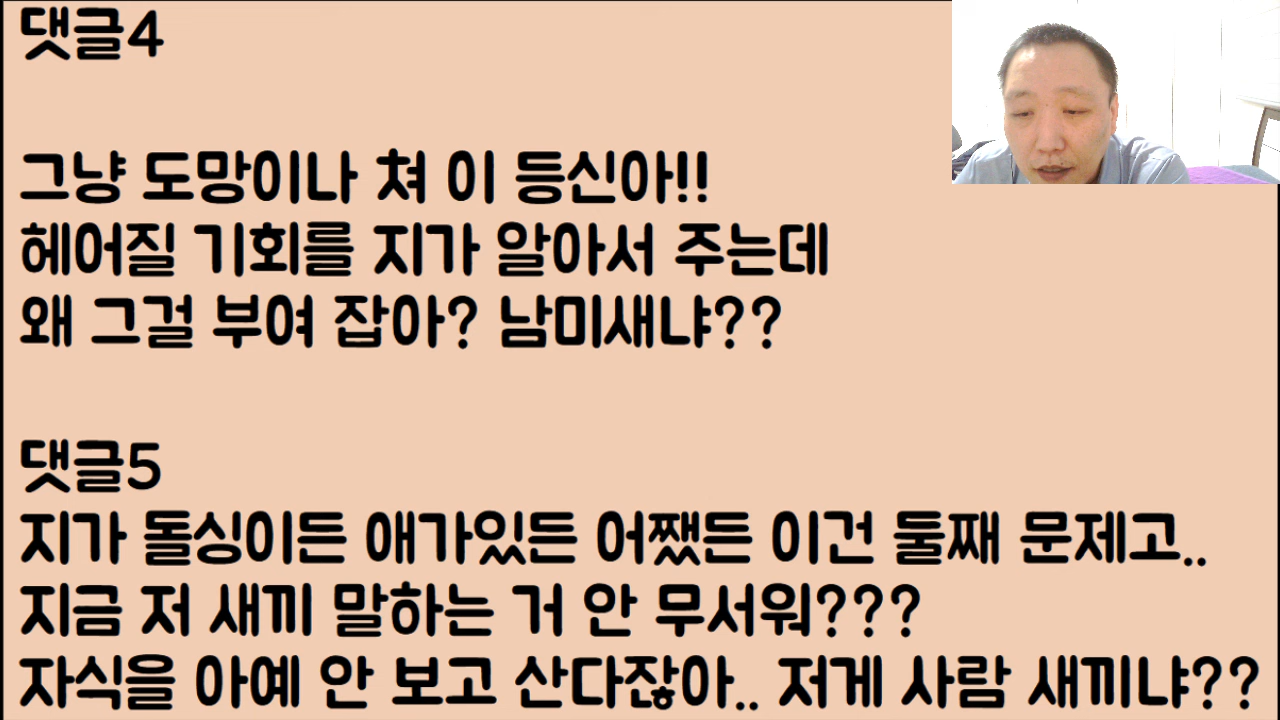 댓글4
그냥 도망이나 쳐 이 등신아!!
헤어질 기회를 지가 알아서 주는데
왜 그걸 부여 잡아? 남미새냐??
댓글5
지가 돌싱이든 애가있든 어쨌든 이건 둘째 문제고..
지금 저 새끼 말하는 거 안 무서워???
자식을 아예 안 보고 산다잖아.. 저게 사람 새끼냐??